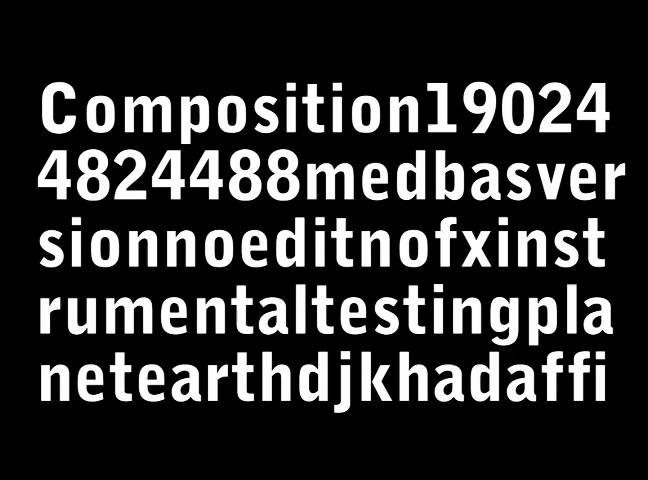 Composition19024
4824488medbasver
sionnoeditnofxinst
rumentaltestingpla
netearthdjkhadaffi